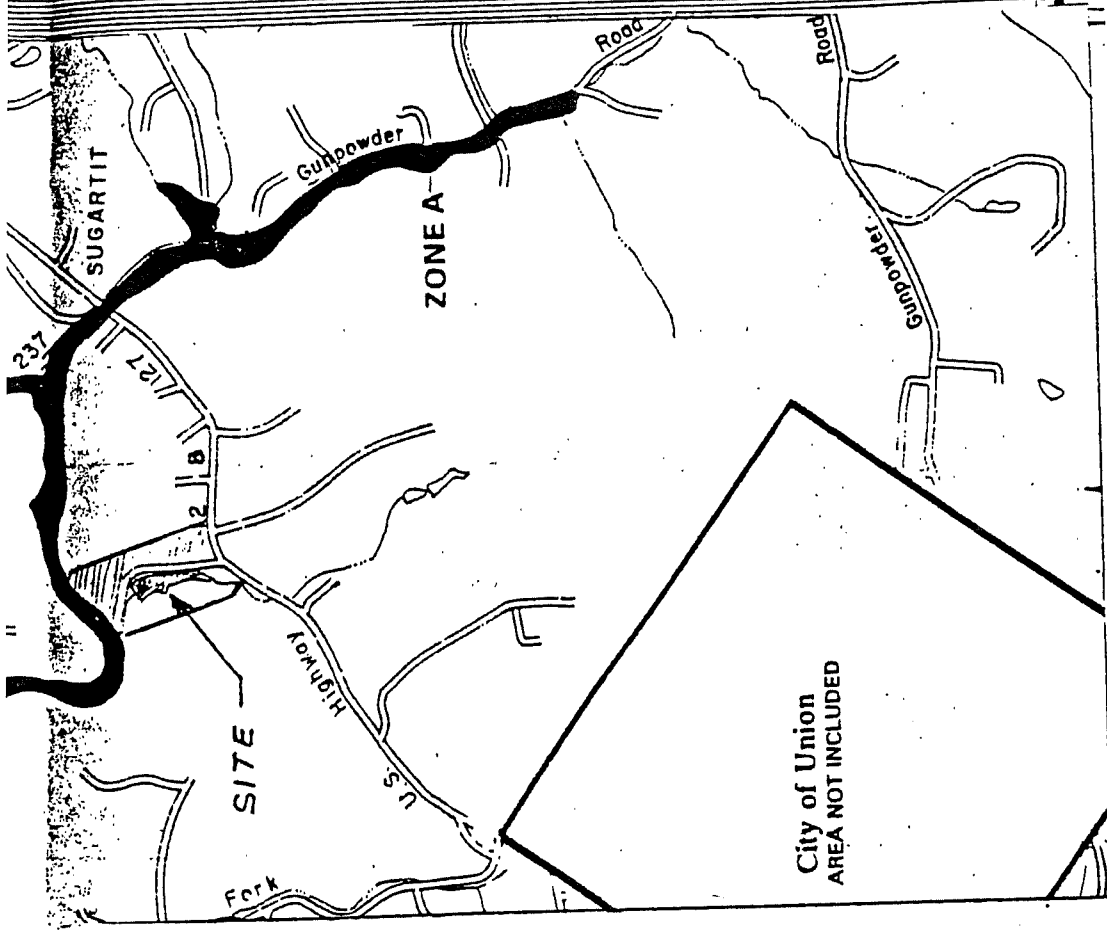 Road
Road
Gunpowder
SUGARTIT
ZONE A
Gunpowder
237
127
8
2
Highway
U.S.
SITE
City of Union
AREA NOT INCLUDED
Fork